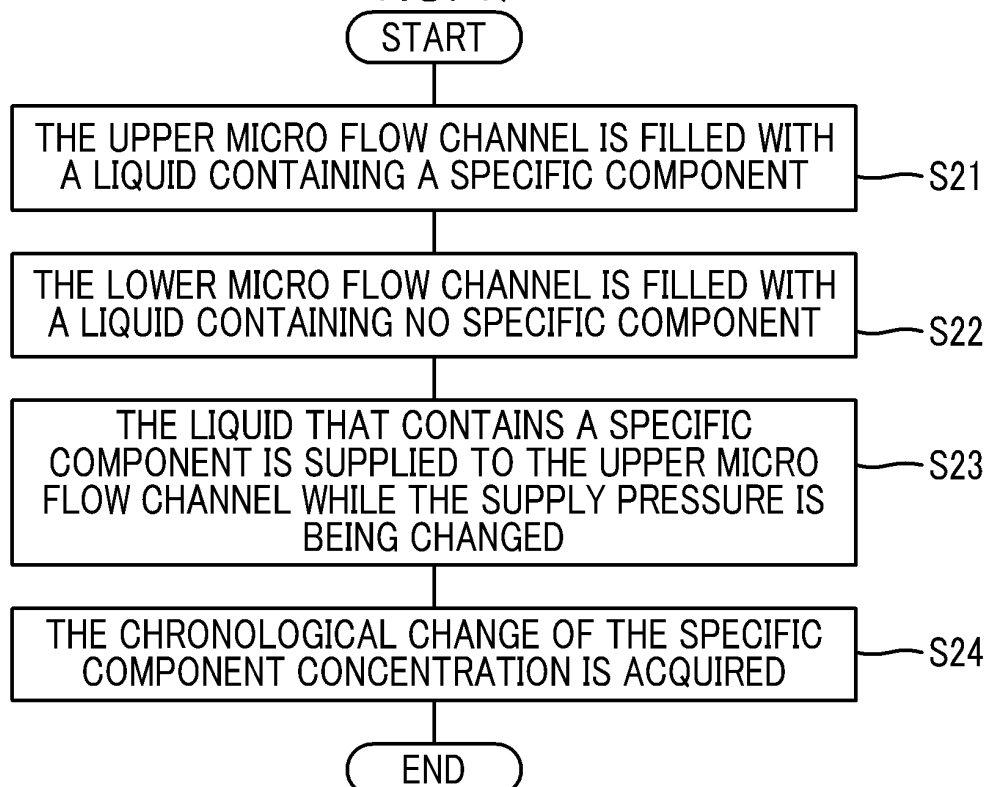 START
THE UPPER MICRO FLOW CHANNEL IS FILLED WITH
A LIQUID CONTAINING A SPECIFIC COMPONENT
S21
THE LOWER MICRO FLOW CHANNEL IS FILLED WITH
A LIQUID CONTAINING NO SPECIFIC COMPONENT
S22
THE LIQUID THAT CONTAINS A SPECIFIC
COMPONENT IS SUPPLIED TO THE UPPER MICRO
FLOW CHANNEL WHILE THE SUPPLY PRESSURE IS
BEING CHANGED
S23
THE CHRONOLOGICAL CHANGE OF THE SPECIFIC
COMPONENT CONCENTRATION IS ACQUIRED
S24
END